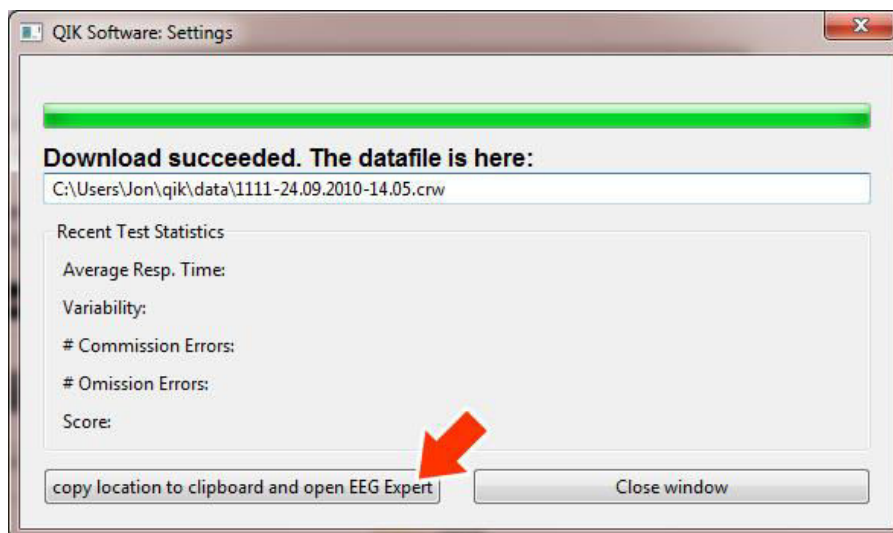 QIK Software: Settings
Download succeeded. The datafile is here:
C:\Users\Jon\qik\data\1111-24.09.2010-14.05.crw
Recent Test Statistics
Average Resp. Time:
Variability:
# Commission Errors:
# Omission Errors:
Score:
copy location to clipboard and open EEG Expert
Close window